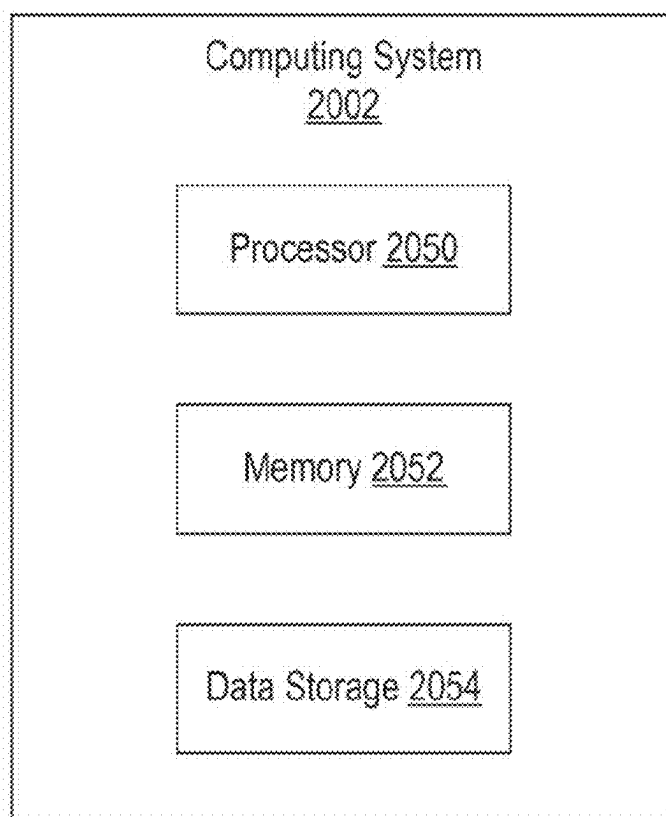 Computing System
2002
Processor 2050
Memory 2052
Data Storage 2054